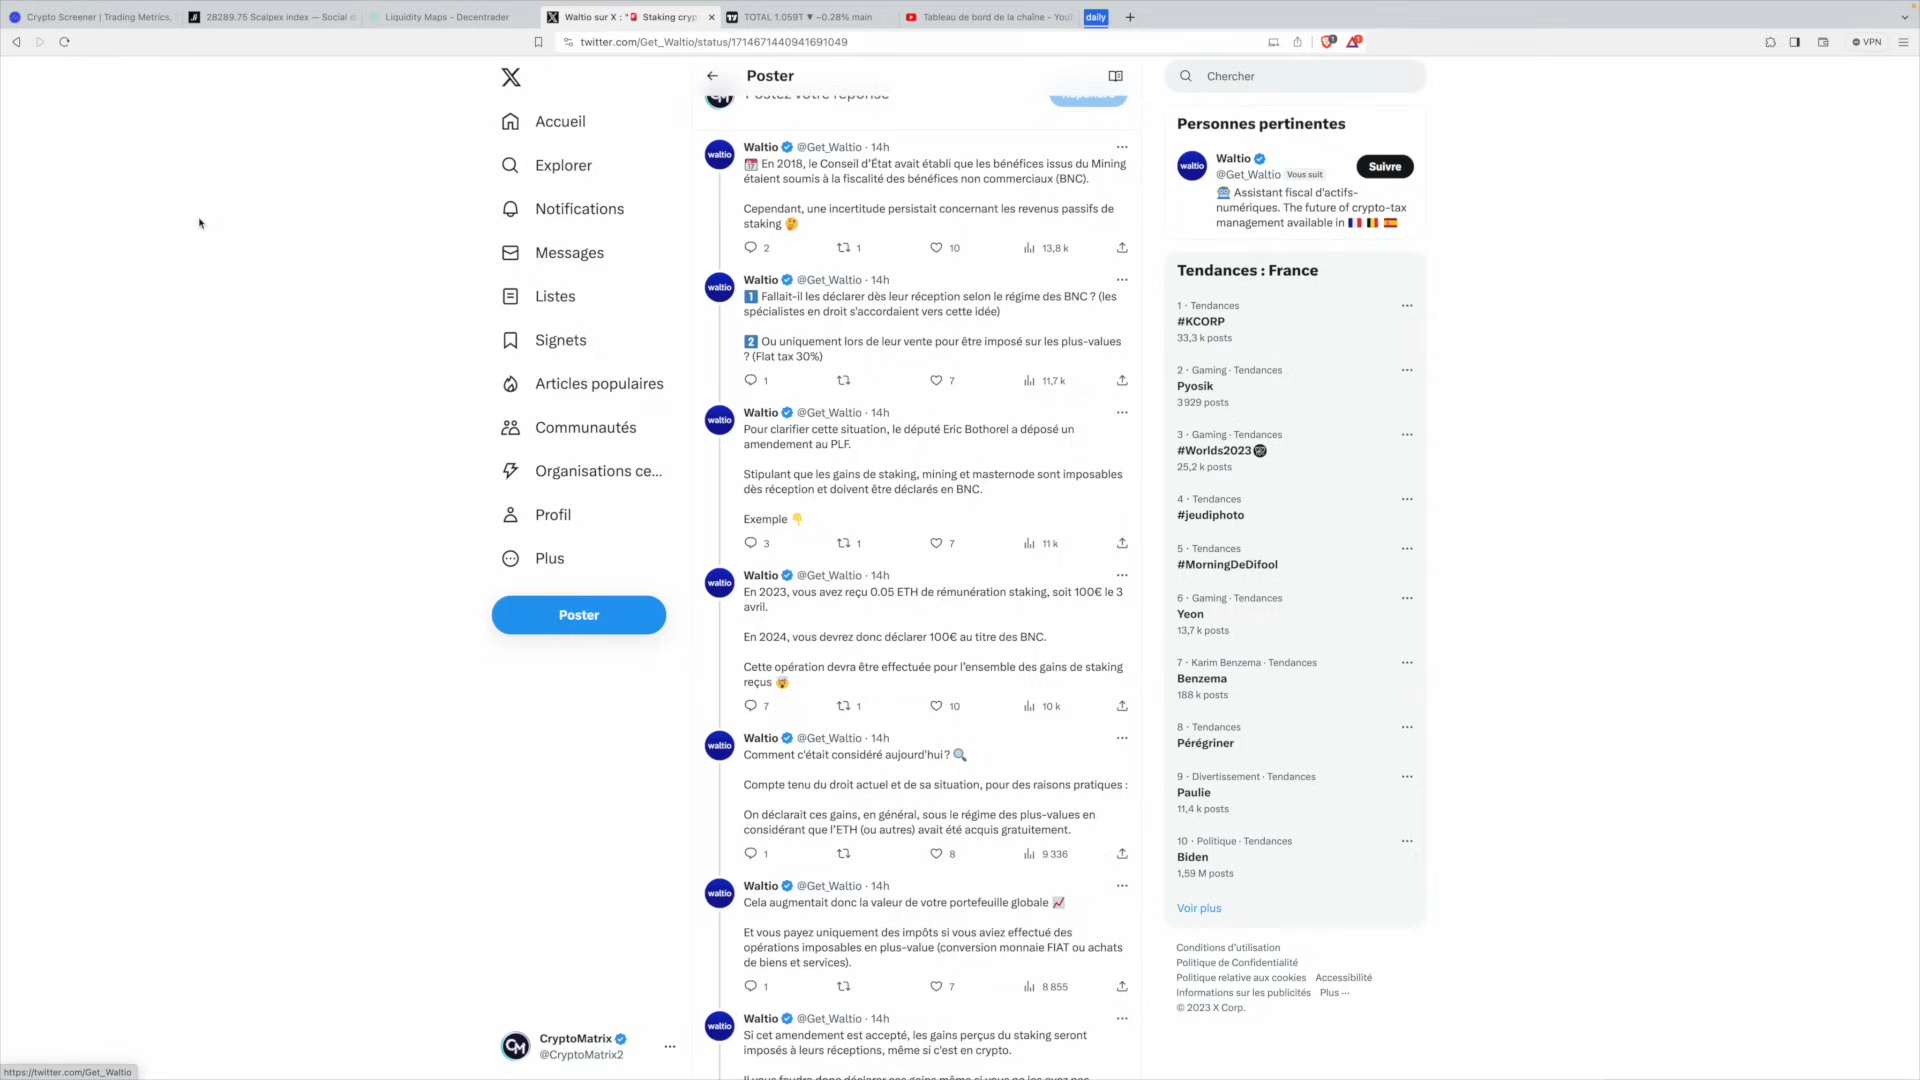 Crypto Screener | Trading Metrics,
28289.75 Scalpex index — Social d
Liquidity Maps - Decentrader
Waltio sur X : "🚨 Staking cryp
TOTAL 1.059T ▼ −0.28% main
Tableau de bord de la chaîne - You
daily
twitter.com/Get_Waltio/status/1714671440941691049
VPN
Accueil
Explorer
Notifications
Messages
Listes
Signets
Articles populaires
Communautés
Organisations ce...
Profil
Plus
Poster
CryptoMatrix
@CryptoMatrix2
https://twitter.com/Get_Waltio
Poster
Postez votre réponse
Répondre
Waltio @Get_Waltio · 14h
📅 En 2018, le Conseil d'État avait établi que les bénéfices issus du Mining
étaient soumis à la fiscalité des bénéfices non commerciaux (BNC).
Cependant, une incertitude persistait concernant les revenus passifs de
staking 🤔
2 1 10 13,8 k
Waltio @Get_Waltio · 14h
1️⃣ Fallait-il les déclarer dès leur réception selon le régime des BNC ? (les
spécialistes en droit s'accordaient vers cette idée)
2️⃣ Ou uniquement lors de leur vente pour être imposé sur les plus-values
? (Flat tax 30%)
1 7 11,7 k
Waltio @Get_Waltio · 14h
Pour clarifier cette situation, le député Eric Bothorel a déposé un
amendement au PLF.
Stipulant que les gains de staking, mining et masternode sont imposables
dès réception et doivent être déclarés en BNC.
Exemple 👇
3 1 7 11 k
Waltio @Get_Waltio · 14h
En 2023, vous avez reçu 0.05 ETH de rémunération staking, soit 100€ le 3
avril.
En 2024, vous devrez donc déclarer 100€ au titre des BNC.
Cette opération devra être effectuée pour l'ensemble des gains de staking
reçus 🤯
7 1 10 10 k
Waltio @Get_Waltio · 14h
Comment c'était considéré aujourd'hui? 🔍
Compte tenu du droit actuel et de sa situation, pour des raisons pratiques :
On déclarait ces gains, en général, sous le régime des plus-values en
considérant que l'ETH (ou autres) avait été acquis gratuitement.
1 8 9 336
Waltio @Get_Waltio · 14h
Cela augmentait donc la valeur de votre portefeuille globale 📈
Et vous payez uniquement des impôts si vous aviez effectué des
opérations imposables en plus-value (conversion monnaie FIAT ou achats
de biens et services).
1 7 8 855
Waltio @Get_Waltio · 14h
Si cet amendement est accepté, les gains perçus du staking seront
imposés à leurs réceptions, même si c'est en crypto.
Il vous faudra donc déclarer ces gains même si vous ne les avez pas
Chercher
Personnes pertinentes
Waltio
@Get_Waltio Vous suit
Suivre
🤖 Assistant fiscal d'actifs-
numériques. The future of crypto-tax
management available in 🇫🇷 🇧🇪 🇪🇸
Tendances : France
1 · Tendances
#KCORP
33,3 k posts
2 · Gaming · Tendances
Pyosik
3 929 posts
3 · Gaming · Tendances
#Worlds2023
25,2 k posts
4 · Tendances
#jeudiphoto
5 · Tendances
#MorningDeDifool
6 · Gaming · Tendances
Yeon
13,7 k posts
7 · Karim Benzema · Tendances
Benzema
188 k posts
8 · Tendances
Pérégriner
9 · Divertissement · Tendances
Paulie
11,4 k posts
10 · Politique · Tendances
Biden
1,59 M posts
Voir plus
Conditions d'utilisation
Politique de Confidentialité
Politique relative aux cookies Accessibilité
Informations sur les publicités Plus ···
© 2023 X Corp.